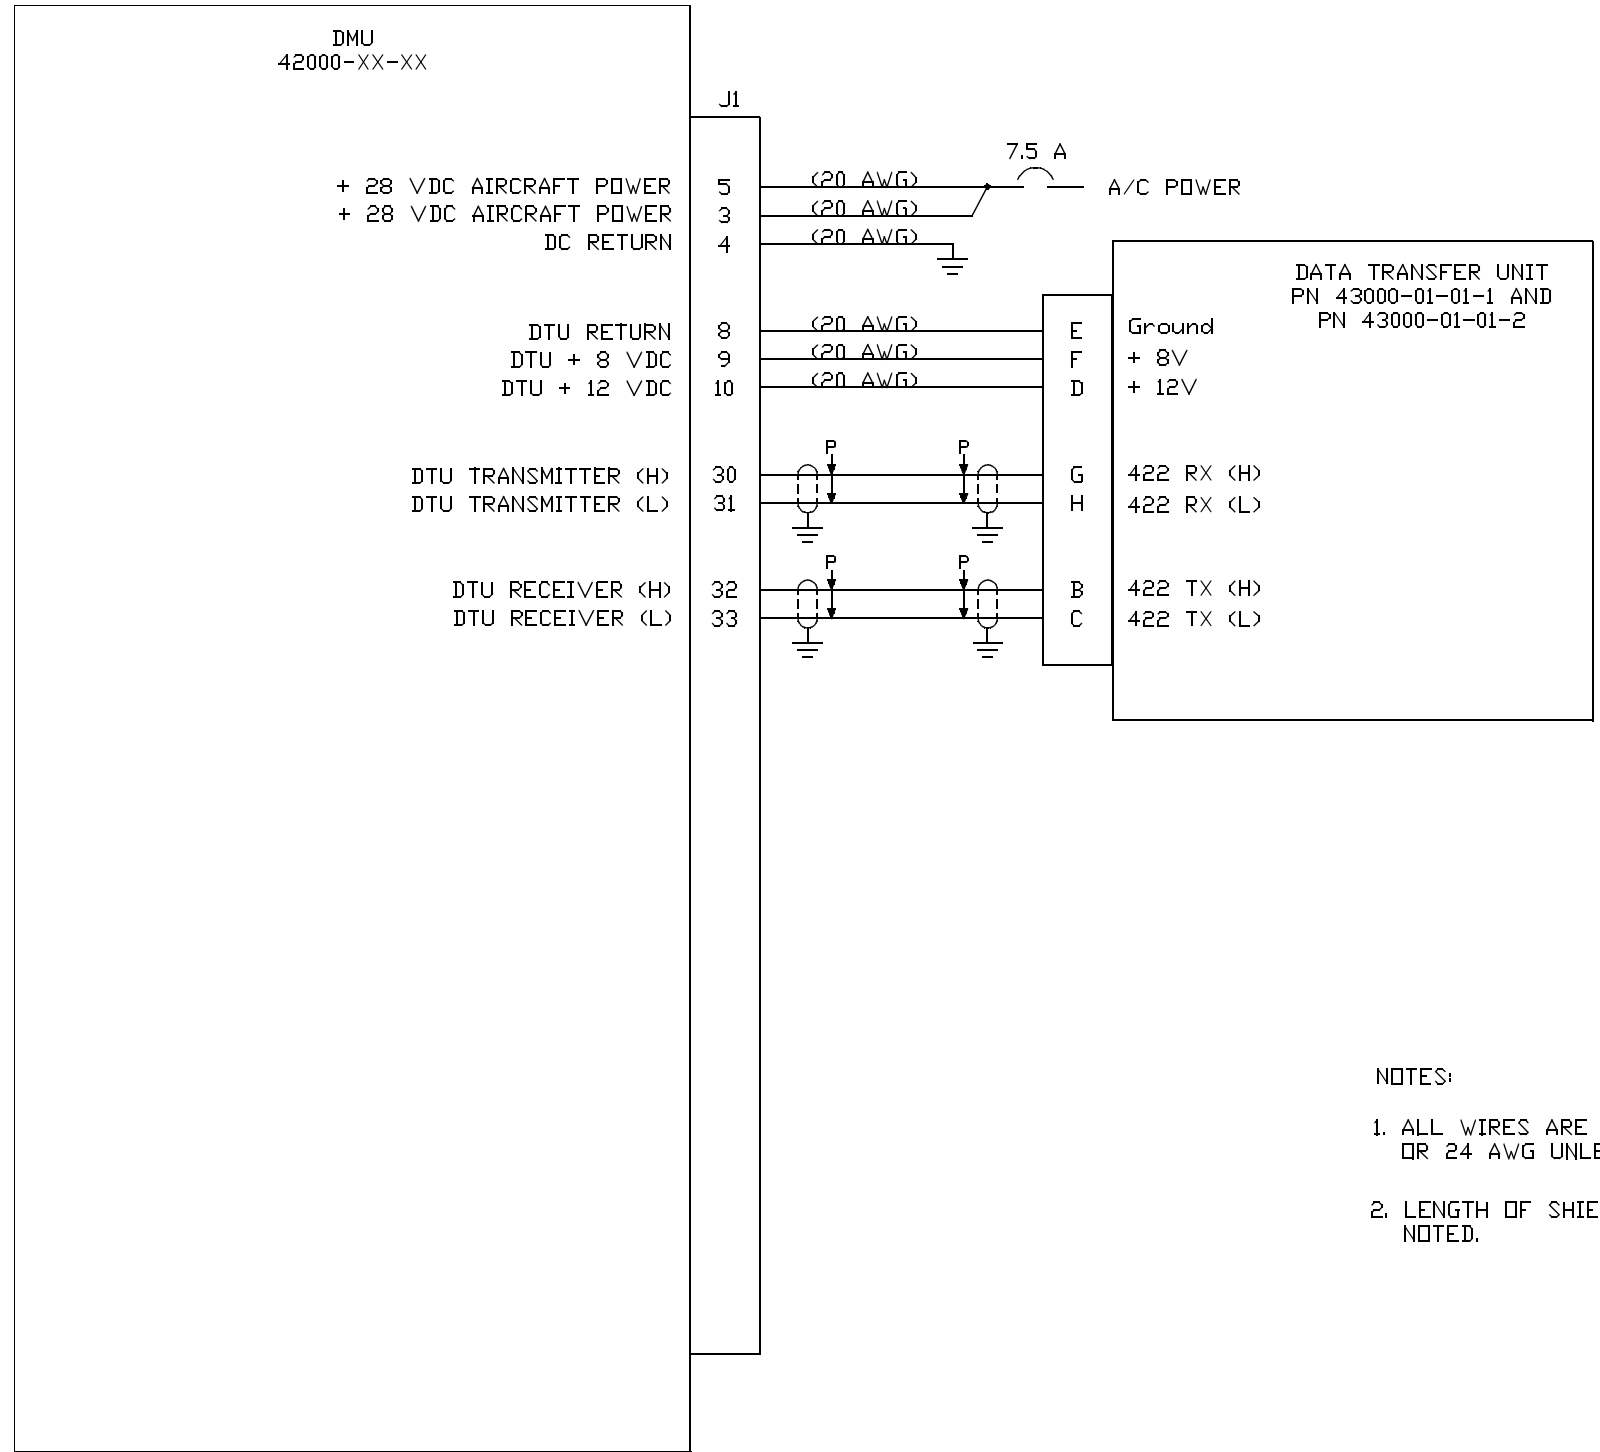 DMU
42000-XX-XX
J1
7.5 A
+ 28 VDC AIRCRAFT POWER 5 (20 AWG) A/C POWER
+ 28 VDC AIRCRAFT POWER 3 (20 AWG)
DC RETURN 4 (20 AWG)
DATA TRANSFER UNIT
PN 43000-01-01-1 AND
PN 43000-01-01-2
DTU RETURN 8 (20 AWG) E Ground
DTU + 8 VDC 9 (20 AWG) F + 8V
DTU + 12 VDC 10 (20 AWG) D + 12V
P P
DTU TRANSMITTER (H) 30 G 422 RX (H)
DTU TRANSMITTER (L) 31 H 422 RX (L)
P P
DTU RECEIVER (H) 32 B 422 TX (H)
DTU RECEIVER (L) 33 C 422 TX (L)
NOTES:
1. ALL WIRES ARE
OR 24 AWG UNLE
2. LENGTH OF SHIE
NOTED.